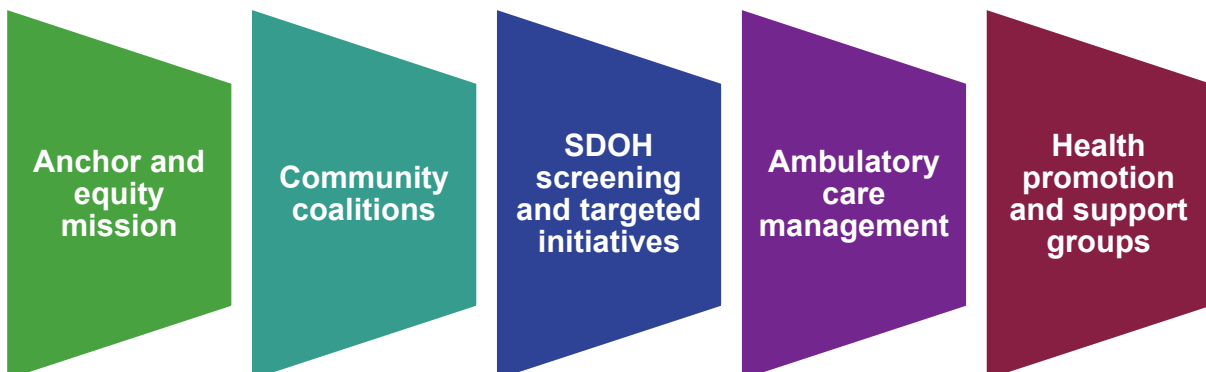 Anchor and
equity
mission
Community
coalitions
SDOH
screening
and targeted
initiatives
Ambulatory
care
management
Health
promotion
and support
groups